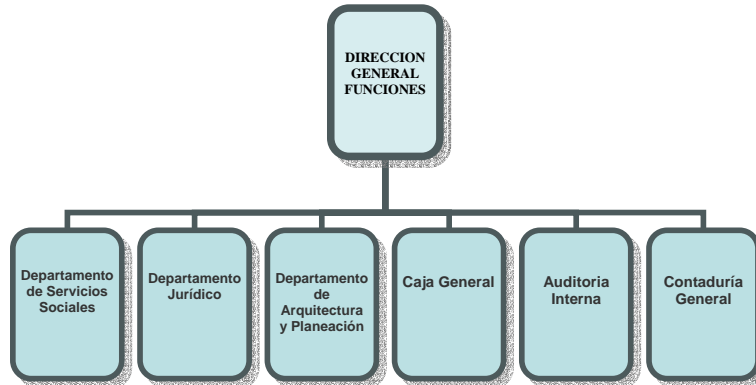 DIRECCION
GENERAL
FUNCIONES
Departamento
de Servicios
Sociales
Departamento
Jurídico
Departamento
de
Arquitectura
y Planeación
Caja General
Auditoria
Interna
Contaduría
General